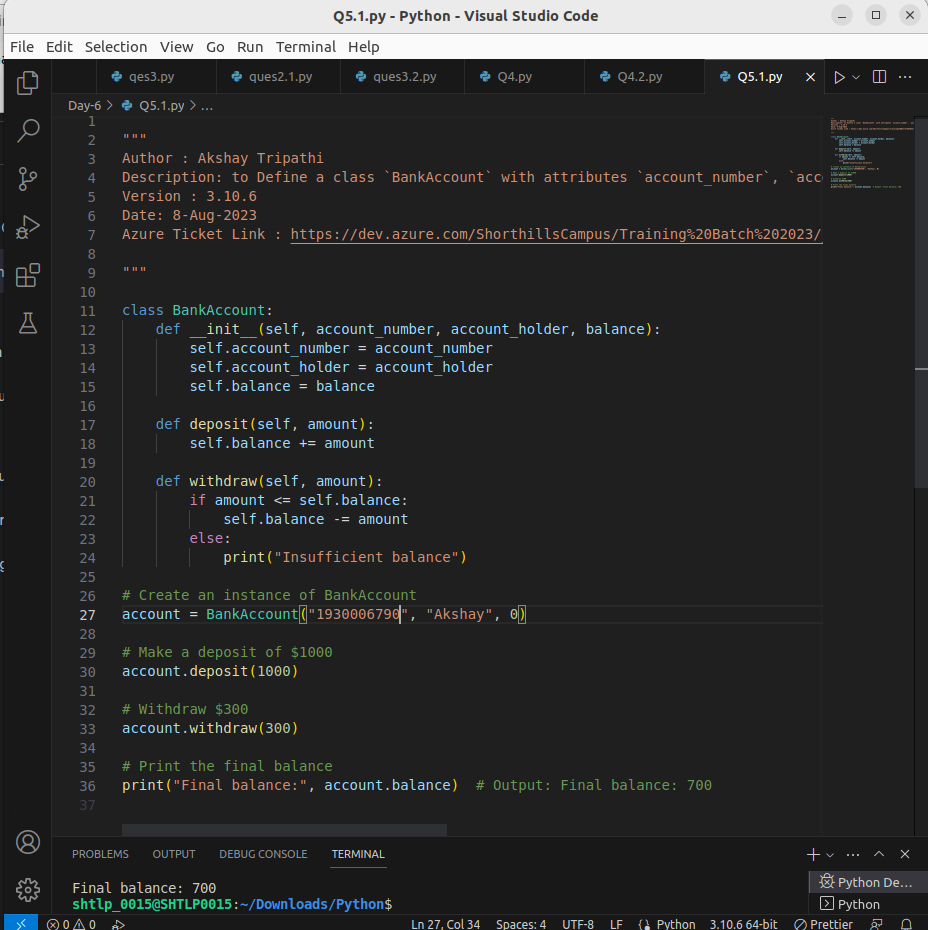 Q5.1.py - Python - Visual Studio Code
File Edit Selection View Go Run Terminal Help
qes3.py ques2.1.py ques3.2.py Q4.py Q4.2.py Q5.1.py
Day-6 > Q5.1.py > ...
1
2 """
3 Author : Akshay Tripathi
4 Description: to Define a class `BankAccount` with attributes `account_number`, `acc
5 Version : 3.10.6
6 Date: 8-Aug-2023
7 Azure Ticket Link : https://dev.azure.com/ShorthillsCampus/Training%20Batch%202023/
8
9 """
10
11 class BankAccount:
12     def __init__(self, account_number, account_holder, balance):
13         self.account_number = account_number
14         self.account_holder = account_holder
15         self.balance = balance
16
17     def deposit(self, amount):
18         self.balance += amount
19
20     def withdraw(self, amount):
21         if amount <= self.balance:
22             self.balance -= amount
23         else:
24             print("Insufficient balance")
25
26 # Create an instance of BankAccount
27 account = BankAccount("1930006790", "Akshay", 0)
28
29 # Make a deposit of $1000
30 account.deposit(1000)
31
32 # Withdraw $300
33 account.withdraw(300)
34
35 # Print the final balance
36 print("Final balance:", account.balance)  # Output: Final balance: 700
37
PROBLEMS OUTPUT DEBUG CONSOLE TERMINAL
Final balance: 700
shtlp_0015@SHTLP0015:~/Downloads/Python$
Python De...
Python
0 0 Ln 27, Col 34 Spaces: 4 UTF-8 LF Python 3.10.6 64-bit Prettier